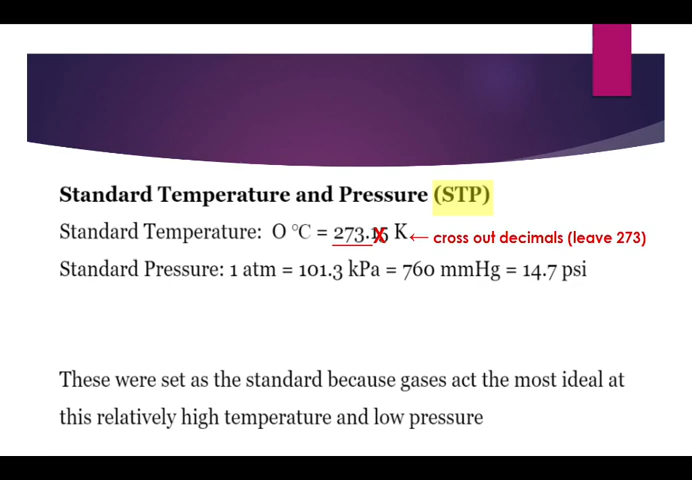 Standard Temperature and Pressure (STP)
Standard Temperature: O °C = 273.15 K ← cross out decimals (leave 273)
Standard Pressure: 1 atm = 101.3 kPa = 760 mmHg = 14.7 psi
These were set as the standard because gases act the most ideal at
this relatively high temperature and low pressure